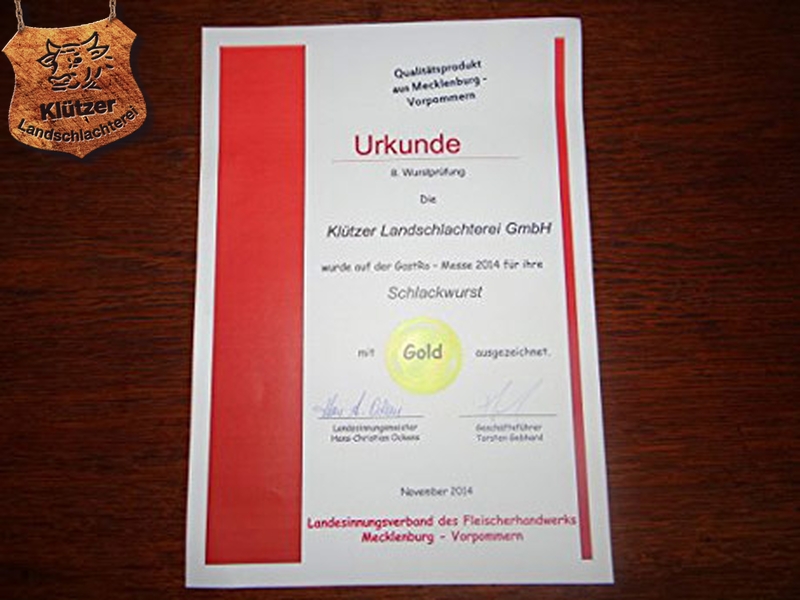 Klützer
Landschlachterei
Qualitätsprodukt
aus Mecklenburg -
Vorpommern
Urkunde
8. Wurstprüfung
Die
Klützer Landschlachterei GmbH
wurde auf der GastRo - Messe 2014 für ihre
Schlackwurst
mit Gold ausgezeichnet.
Landesinnungsmeister
Hans-Christian Ockens
Geschäftsführer
Torsten Gebhard
November 2014
Landesinnungsverband des Fleischerhandwerks
Mecklenburg - Vorpommern